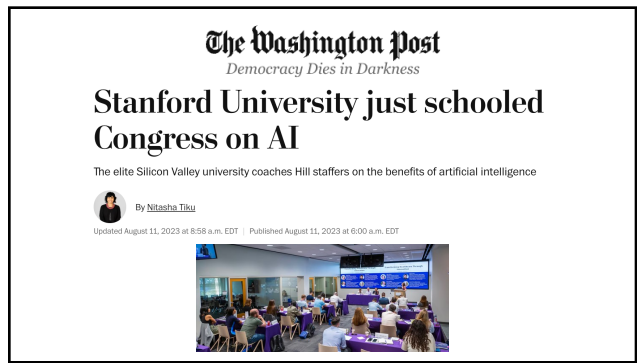 The Washington Post
Democracy Dies in Darkness
Stanford University just schooled
Congress on AI
The elite Silicon Valley university coaches Hill staffers on the benefits of artificial intelligence
By Nitasha Tiku
Updated August 11, 2023 at 8:58 a.m. EDT | Published August 11, 2023 at 6:00 a.m. EDT